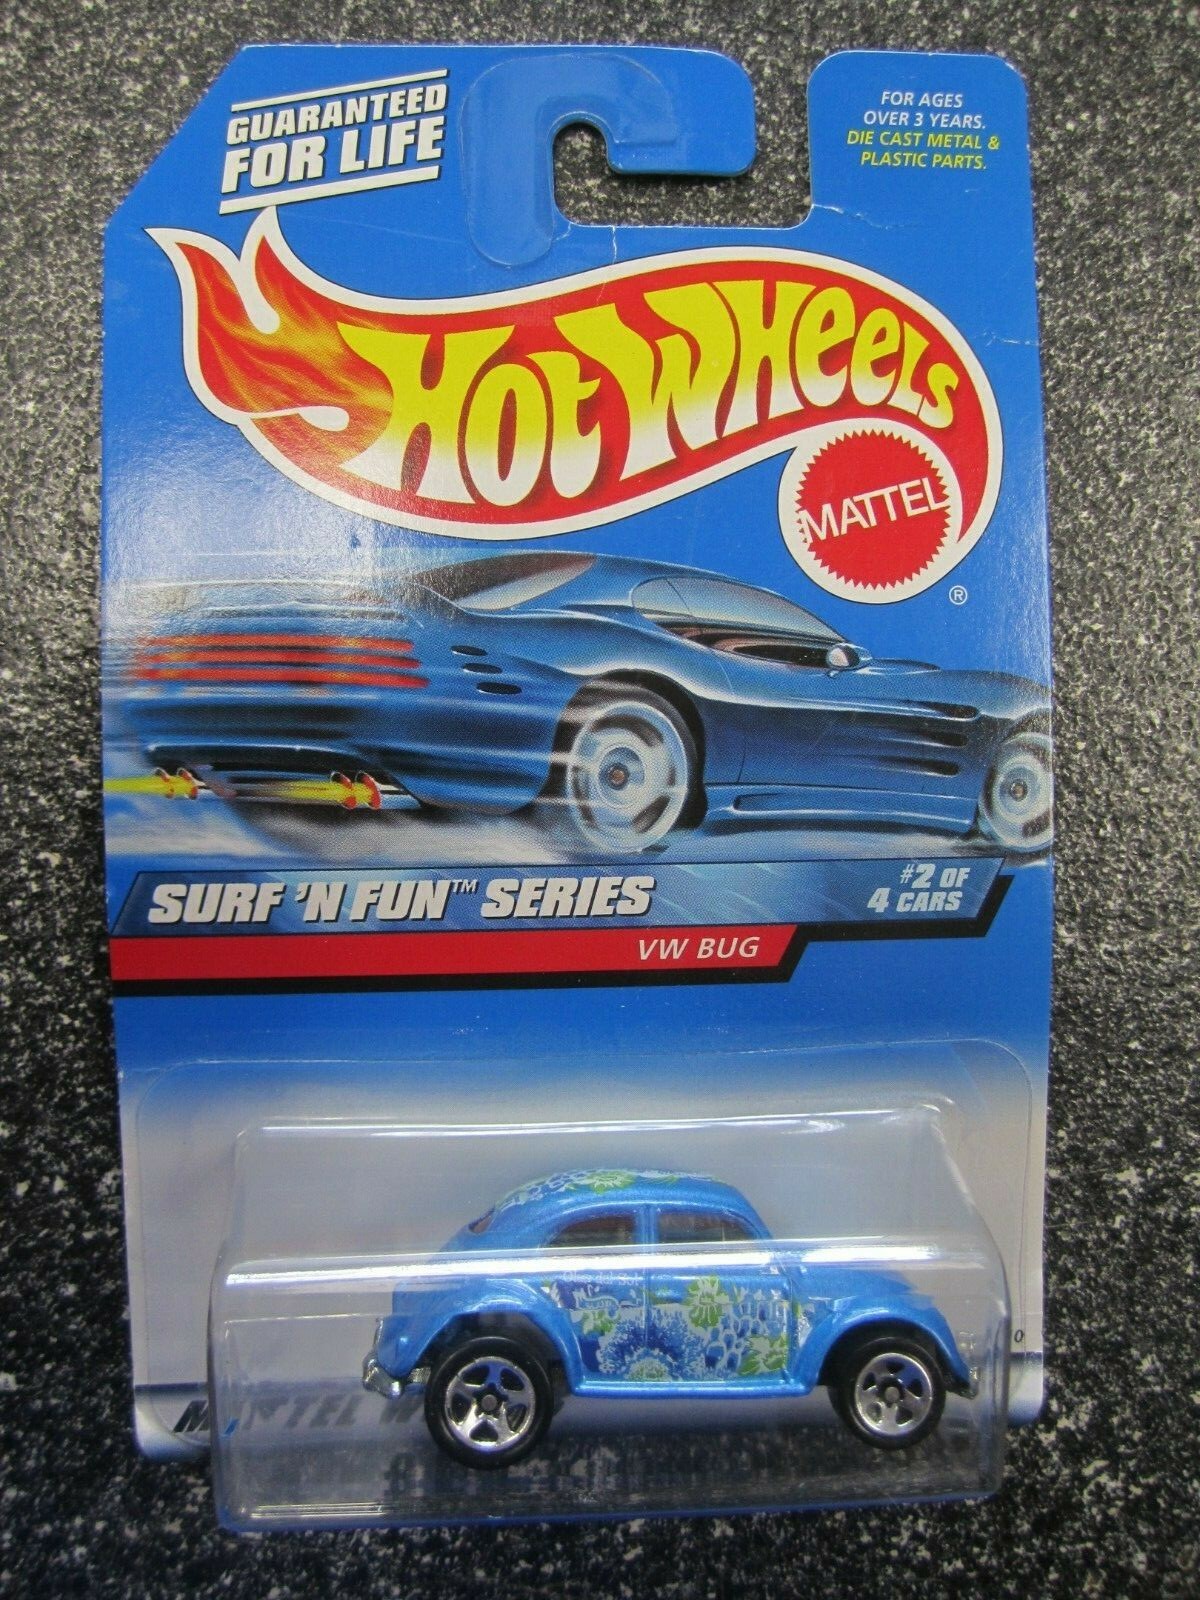 GUARANTEED
FOR LIFE
FOR AGES
OVER 3 YEARS.
DIE CAST METAL &
PLASTIC PARTS.
HOT WHEELS
MATTEL
®
SURF 'N FUN™ SERIES
#2 OF
4 CARS
VW BUG
0